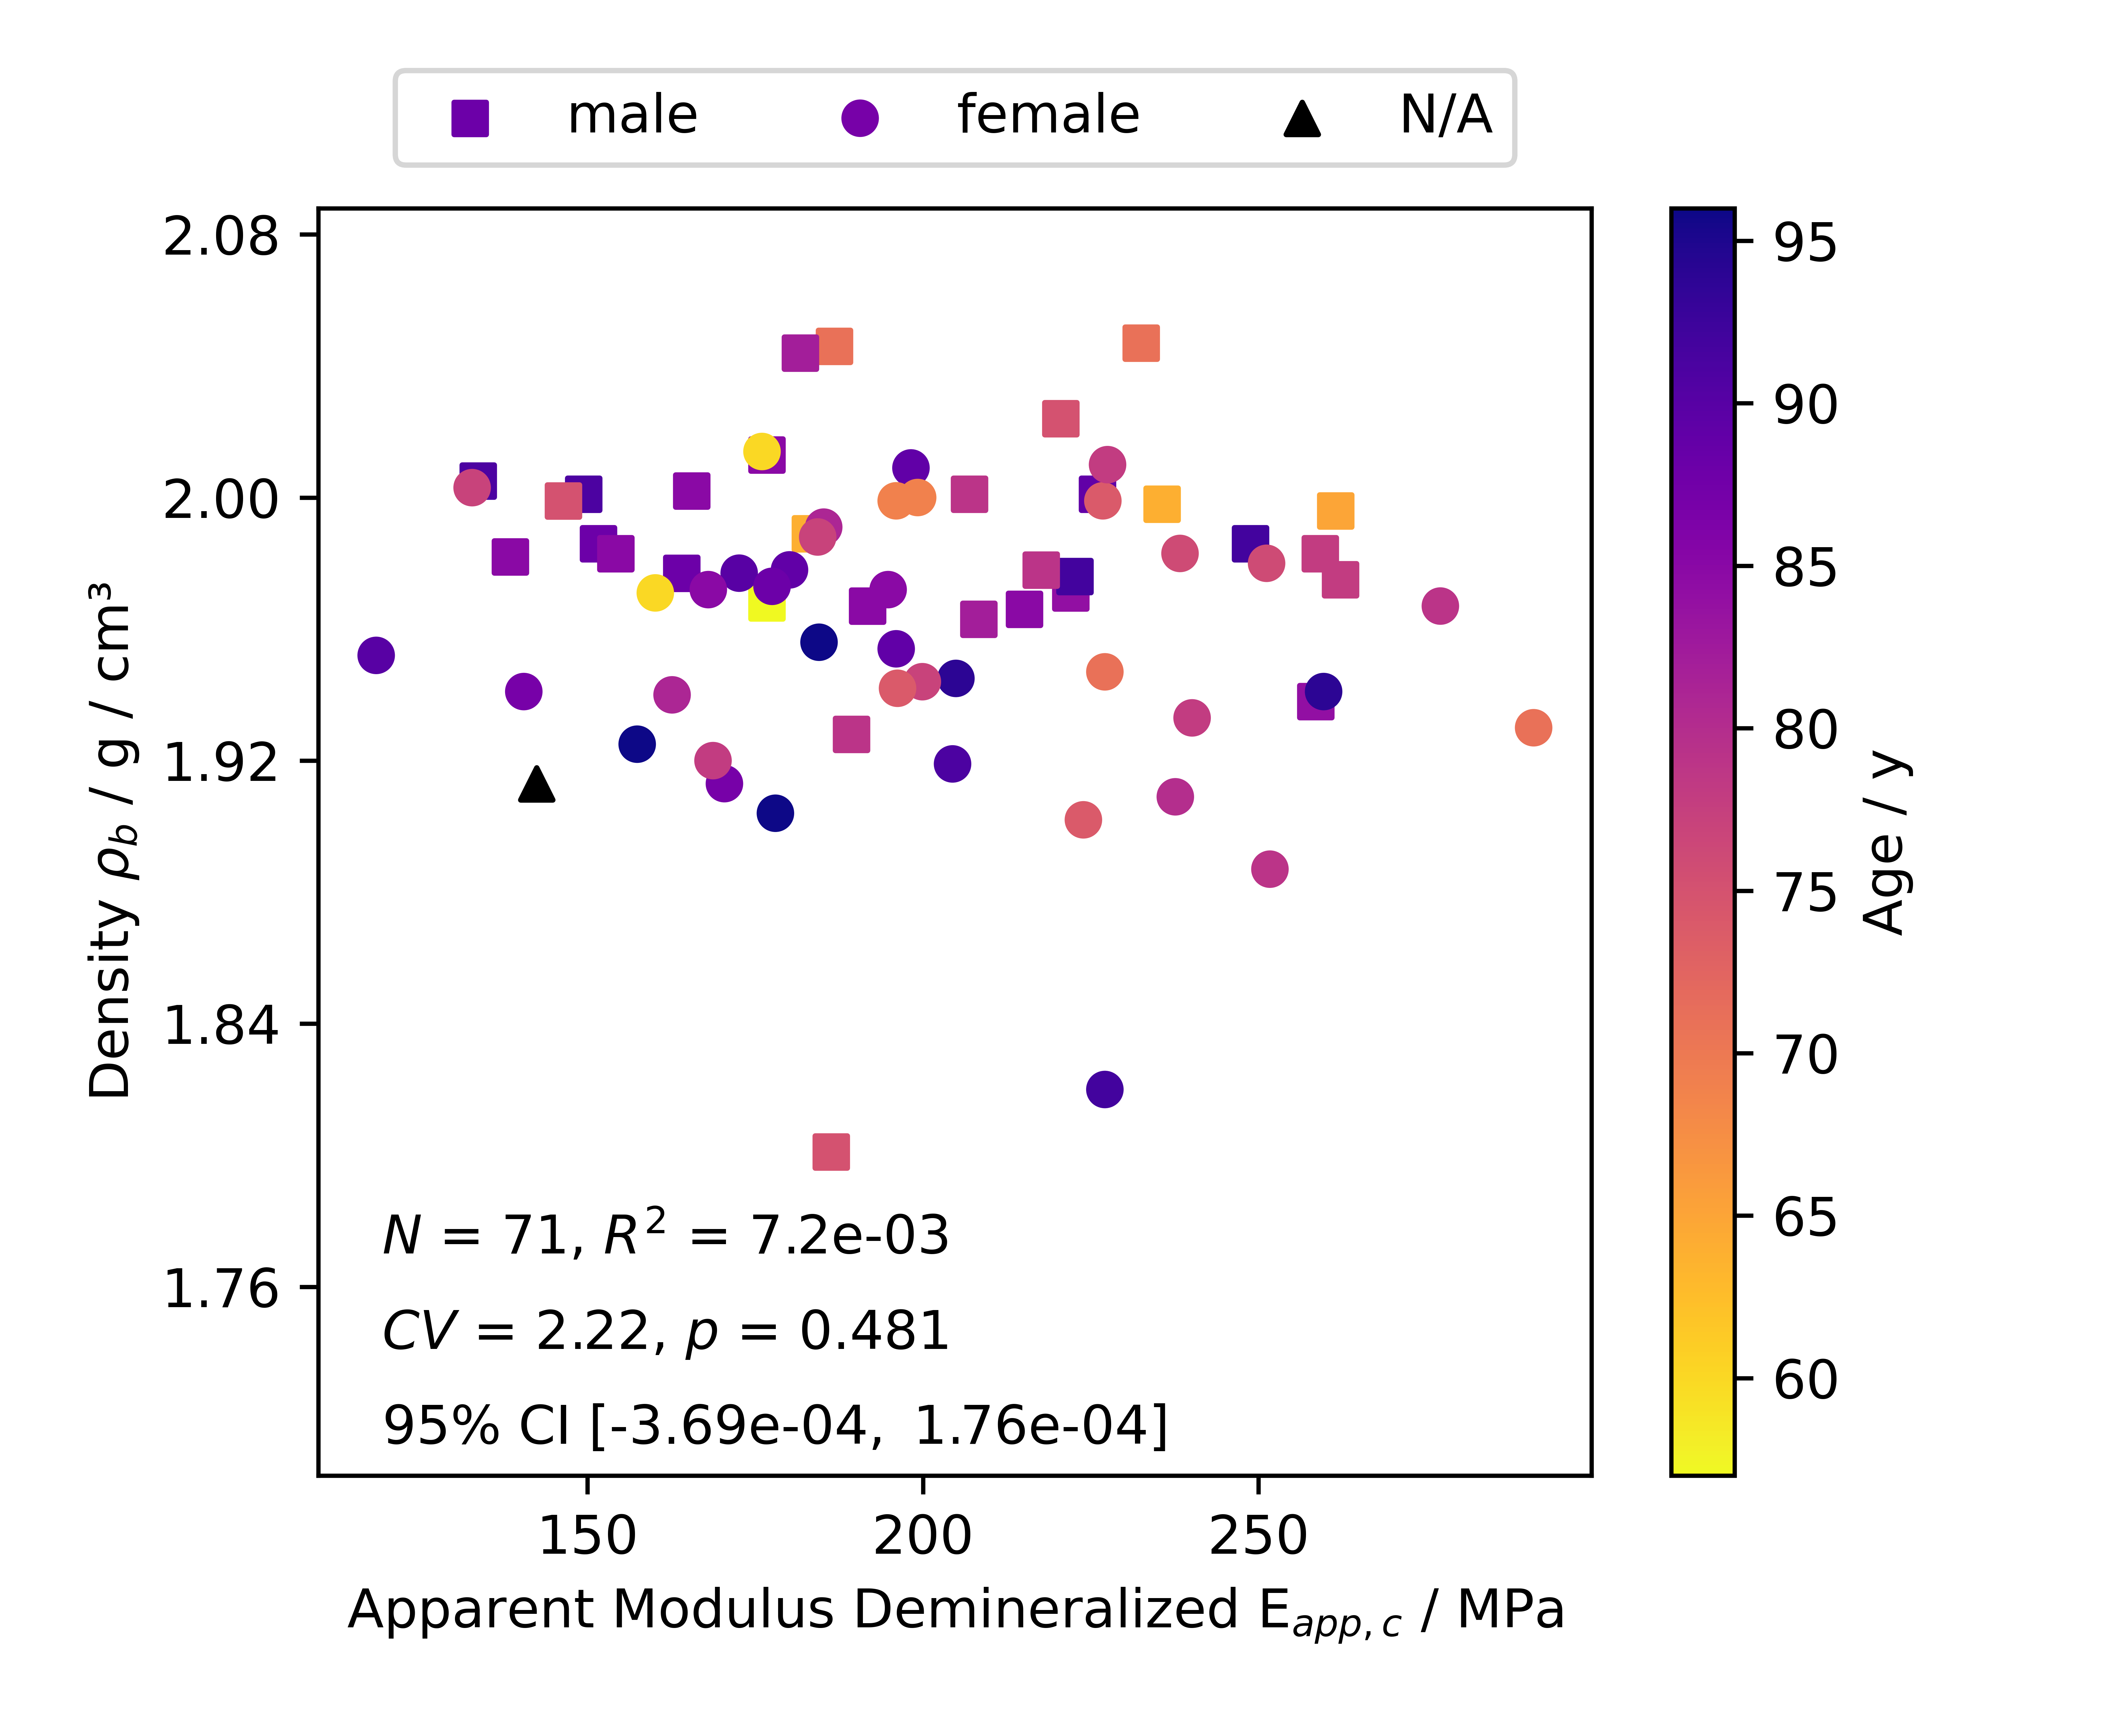 male female N/A
2.08
2.00
1.92
1.84
1.76
Density ρb / g / cm³
N = 71, R² = 7.2e-03
CV = 2.22, p = 0.481
95% CI [-3.69e-04, 1.76e-04]
150 200 250
Apparent Modulus Demineralized Eapp, c / MPa
95
90
85
80
75
70
65
60
Age / y